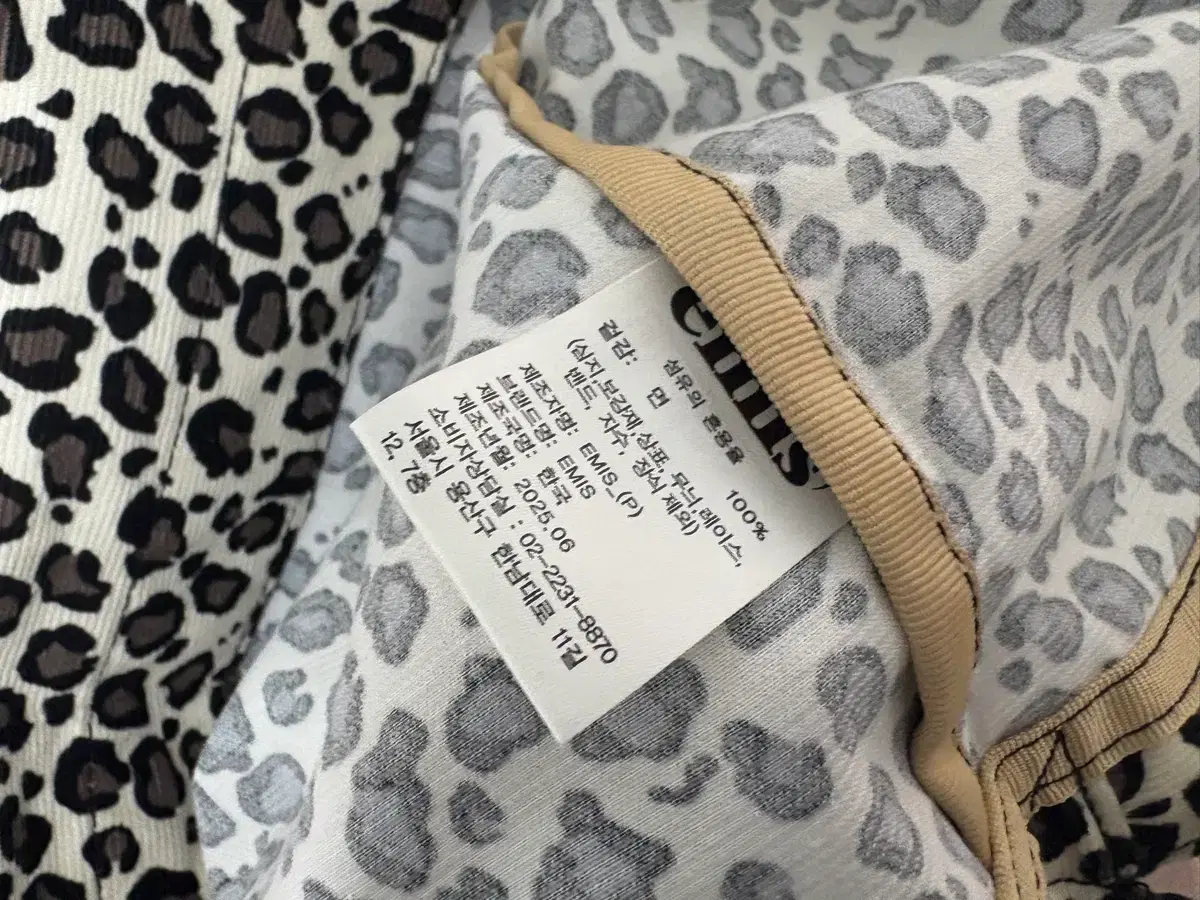 emis
섬유의 혼용율
겉감: 면 100%
(심지,보강재,상표,무늬,레이스,
밴드, 자수, 장식 제외)
제조자명: EMIS_(P)
브랜드명: EMIS
제조국명: 한국
제조년월: 2025.06
소비자상담실 : 02-2231-8870
서울시 용산구 한남대로 11길
12, 7층